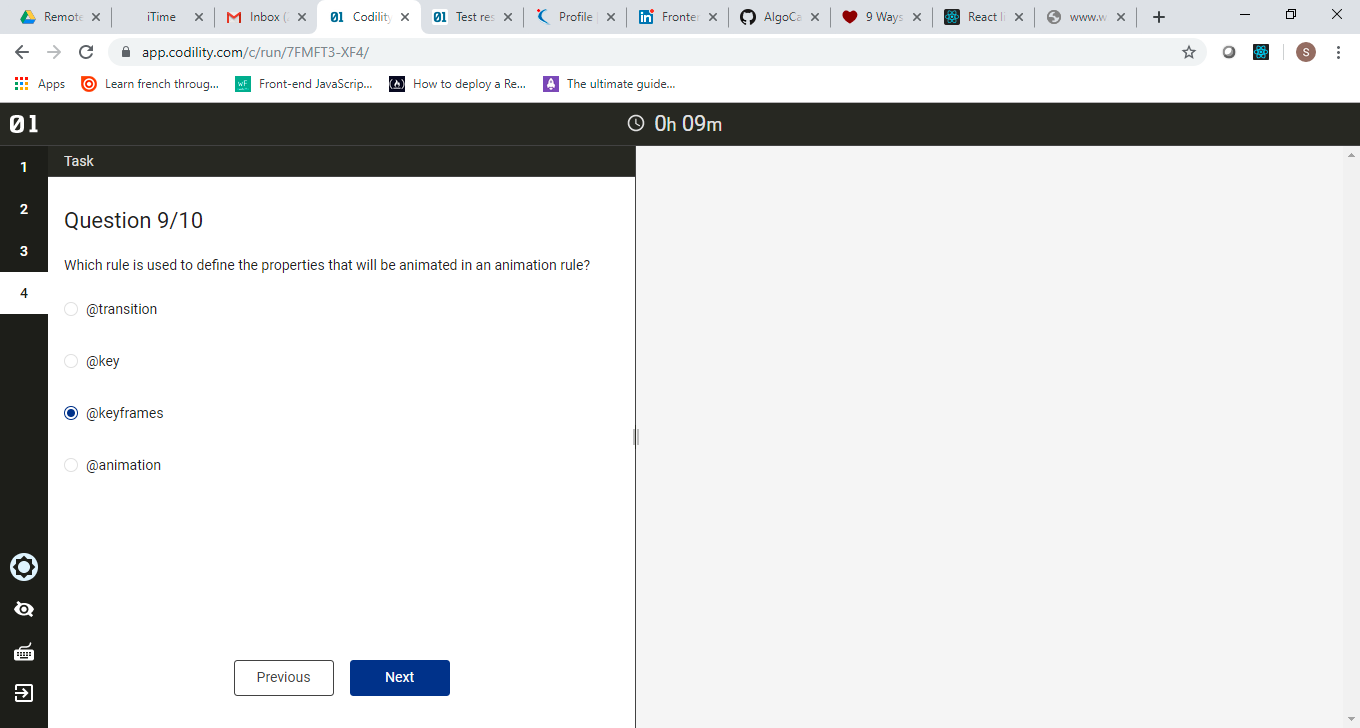 Remote iTime Inbox ( Codility Test res Profile Fronter AlgoCa 9 Ways React li www.w
app.codility.com/c/run/7FMFT3-XF4/
S
Apps Learn french throug... WF Front-end JavaScrip... How to deploy a Re... The ultimate guide...
01 0h 09m
1 Task
2
3
4
Question 9/10
Which rule is used to define the properties that will be animated in an animation rule?
@transition
@key
@keyframes
@animation
Previous Next